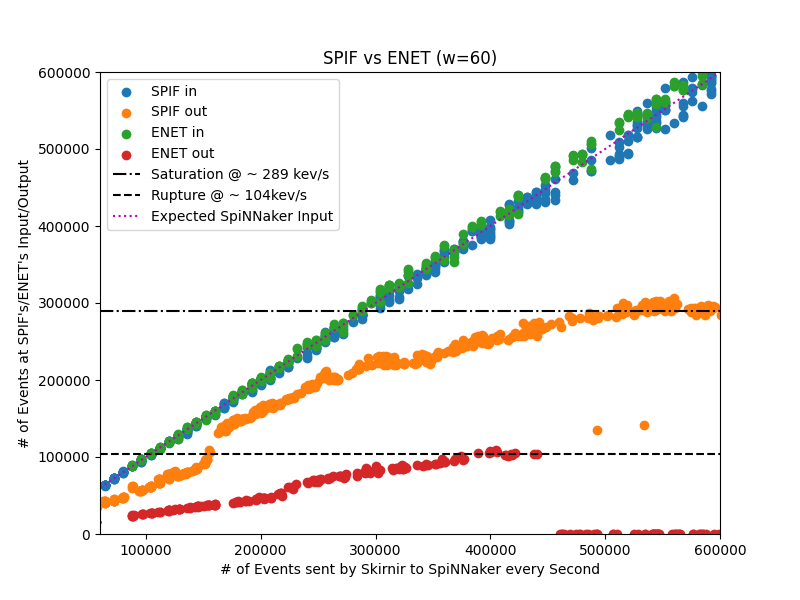 SPIF vs ENET (w=60)
600000
500000
400000
300000
200000
100000
0
# of Events at SPIF's/ENET's Input/Output
SPIF in
SPIF out
ENET in
ENET out
Saturation @ ~ 289 kev/s
Rupture @ ~ 104kev/s
Expected SpiNNaker Input
100000 200000 300000 400000 500000 600000
# of Events sent by Skirnir to SpiNNaker every Second